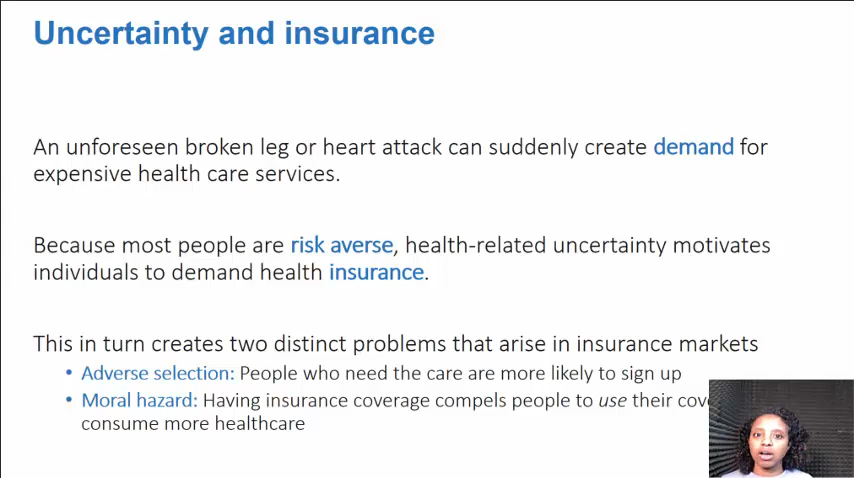 Uncertainty and insurance
An unforeseen broken leg or heart attack can suddenly create demand for
expensive health care services.
Because most people are risk averse, health-related uncertainty motivates
individuals to demand health insurance.
This in turn creates two distinct problems that arise in insurance markets
• Adverse selection: People who need the care are more likely to sign up
• Moral hazard: Having insurance coverage compels people to use their
consume more healthcare